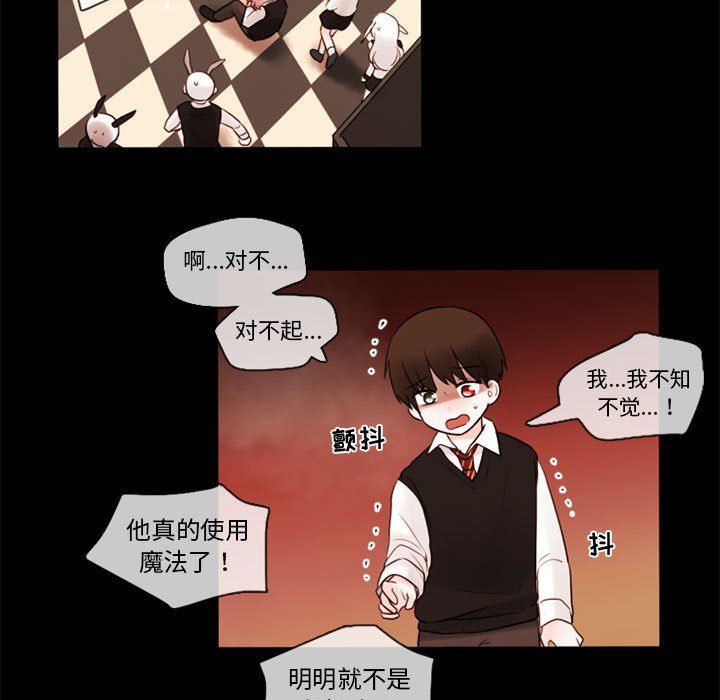 啊...对不...
对不起...
我...我不知
不觉...！
颤抖
抖
他真的使用
魔法了！
明明就不是